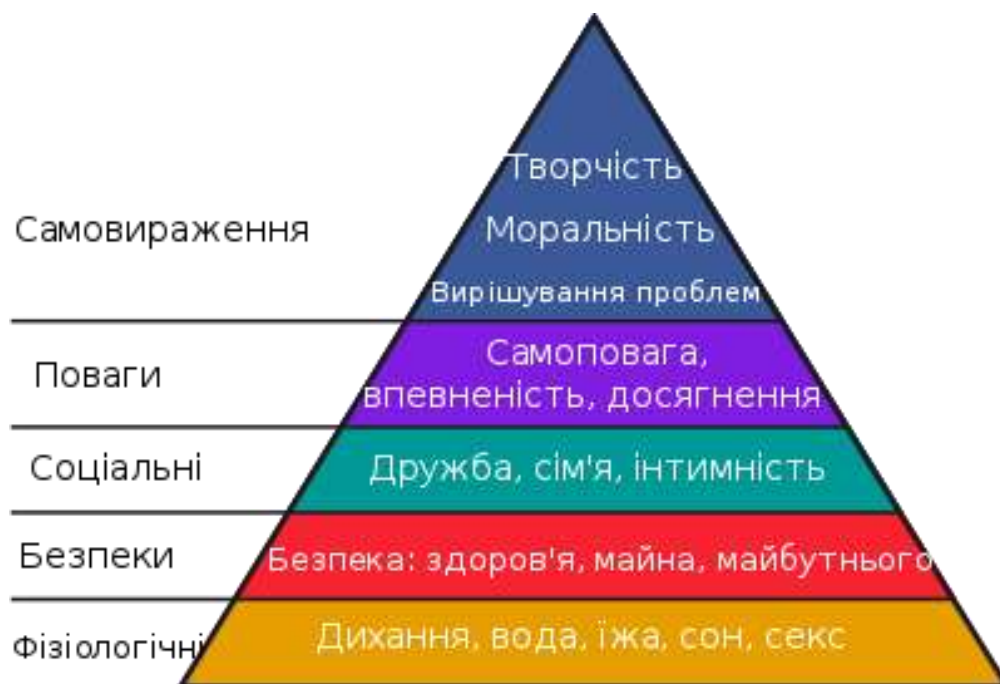 Творчість
Самовираження
Моральність
Вирішування проблем
Поваги
Самоповага,
впевненість, досягнення
Соціальні
Дружба, сім'я, інтимність
Безпеки
Безпека: здоров'я, майна, майбутнього
Фізіологічні
Дихання, вода, їжа, сон, секс